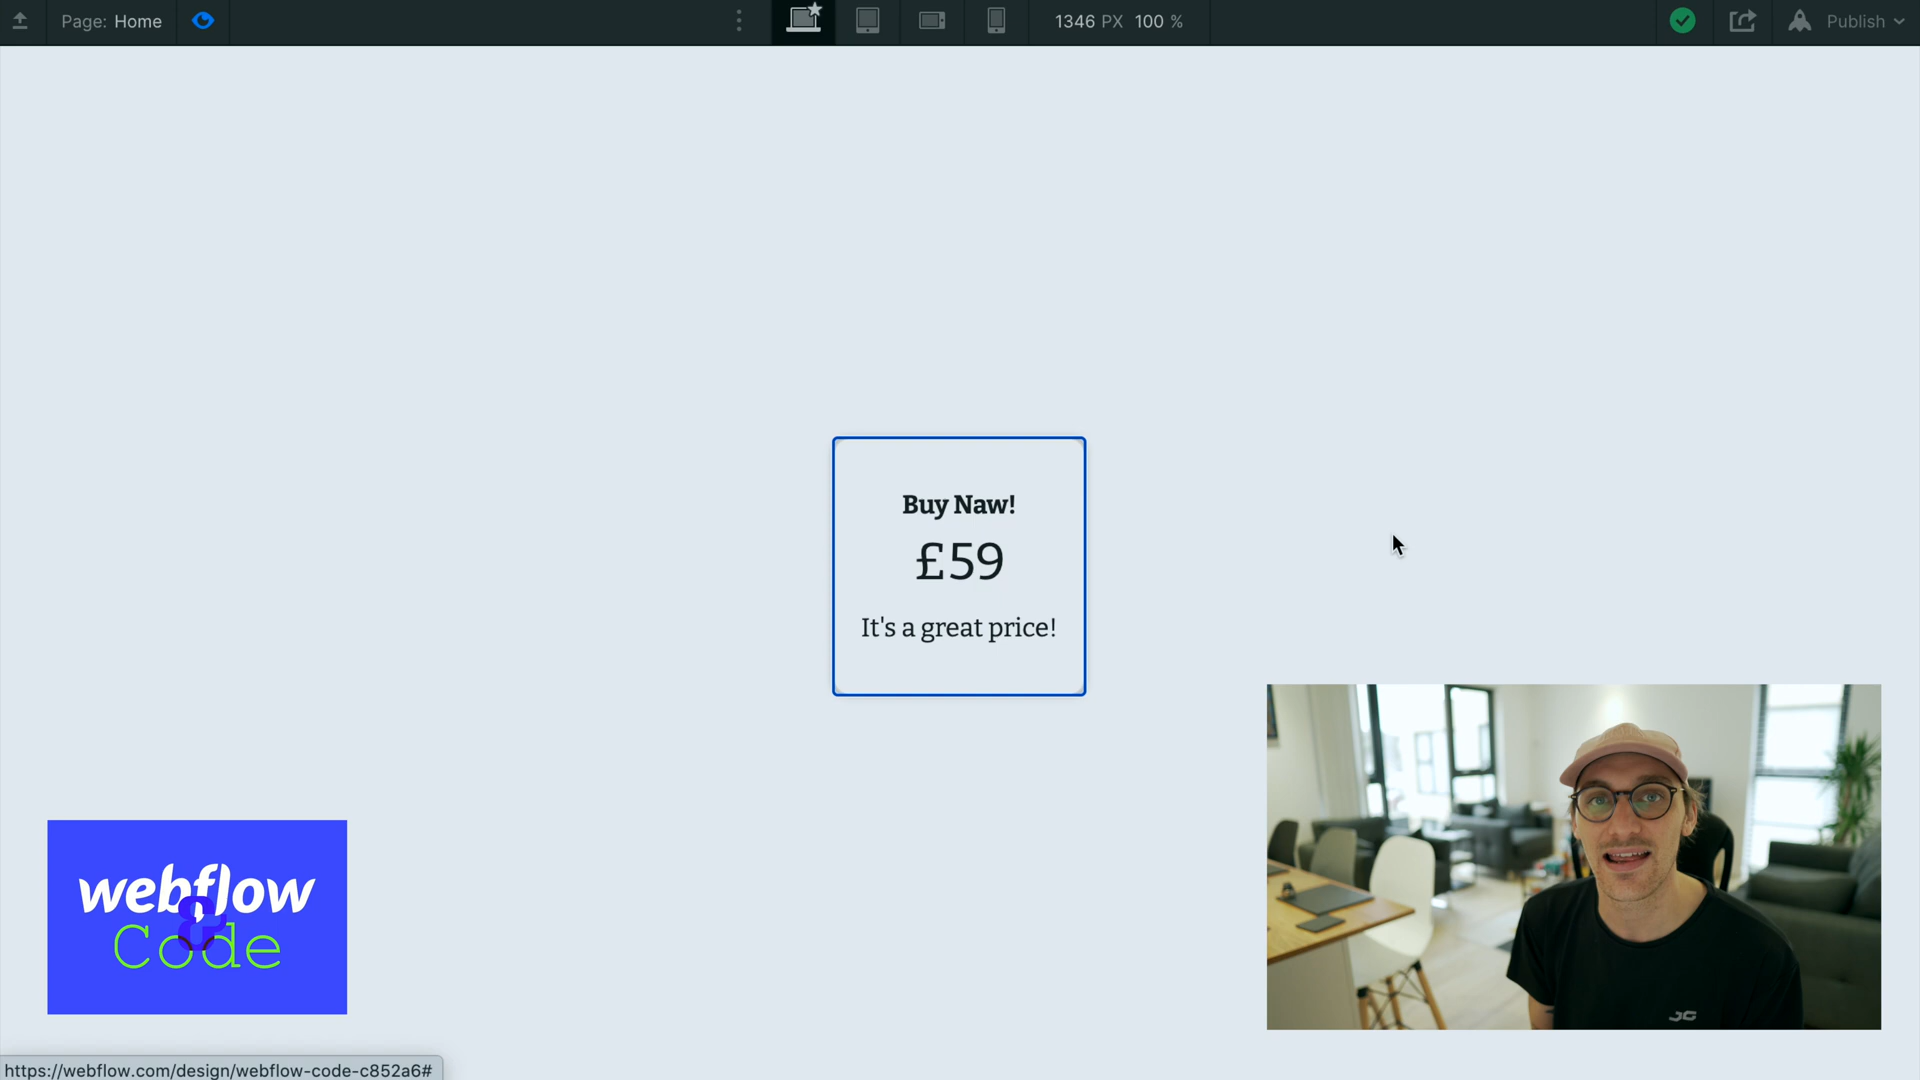 Page: Home
1346 PX 100 %
Publish
Buy Naw!
£59
It's a great price!
webflow
&
Code
JG
https://webflow.com/design/webflow-code-c852a6#